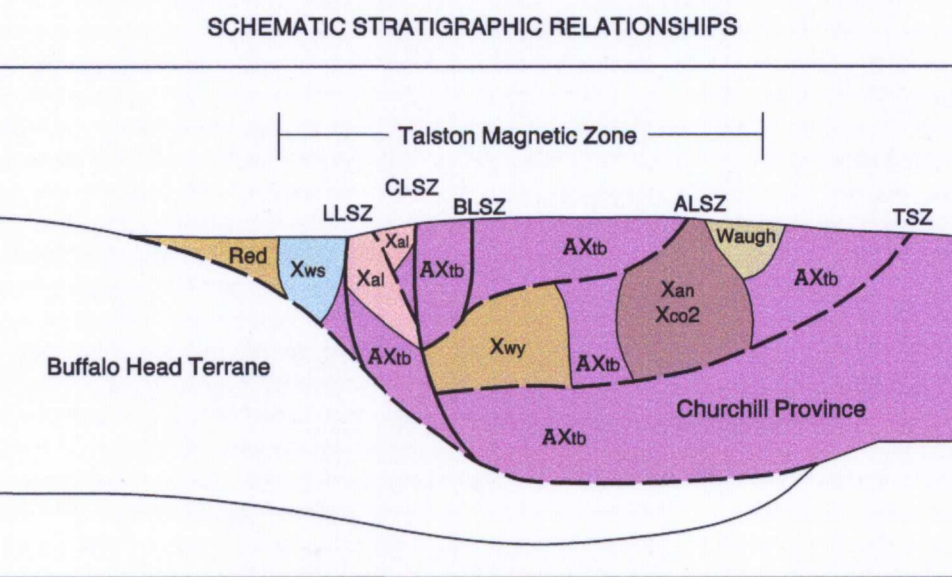 SCHEMATIC STRATIGRAPHIC RELATIONSHIPS
Talston Magnetic Zone
CLSZ
LLSZ
BLSZ
ALSZ
TSZ
Red
Xws
Xal
Xal
AXtb
AXtb
Waugh
AXtb
Xan
Xco2
Xwy
AXtb
AXtb
Buffalo Head Terrane
Churchill Province
AXtb